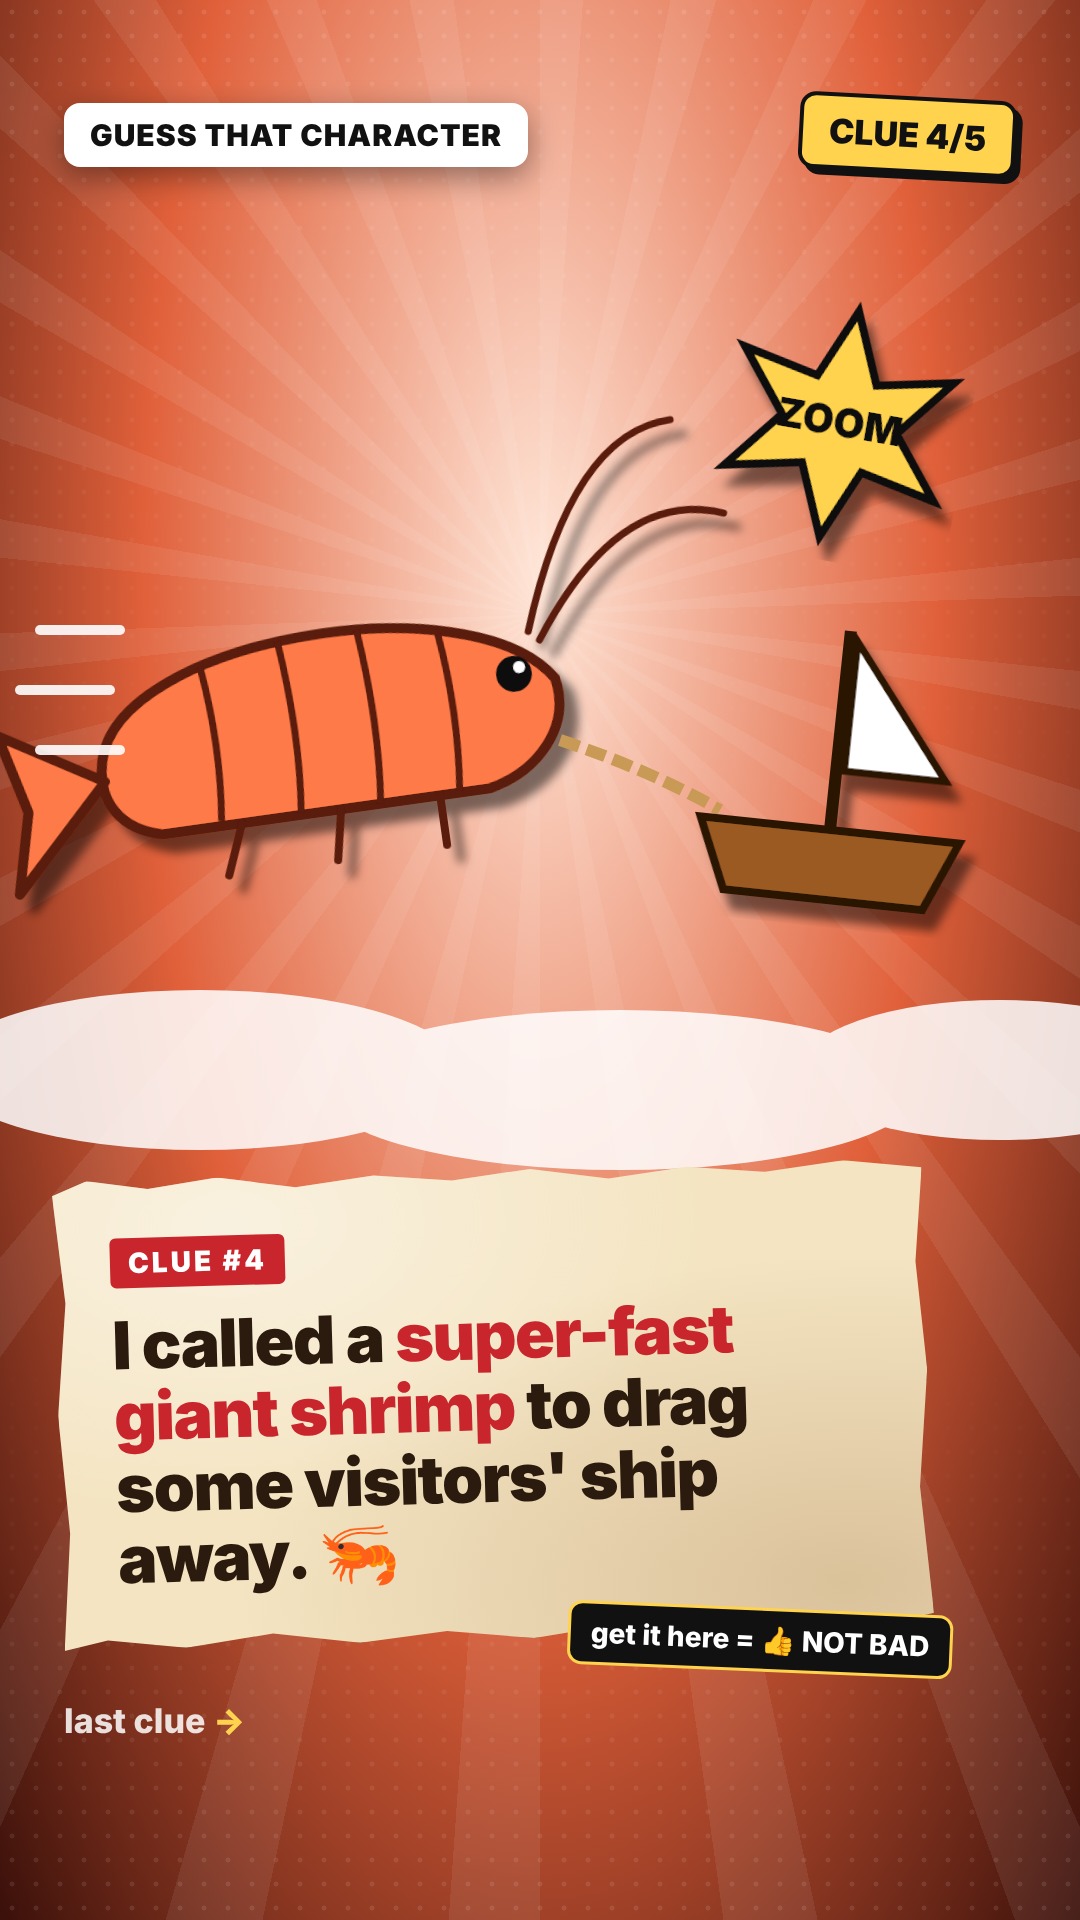 GUESS THAT CHARACTER
CLUE 4/5
ZOOM
CLUE #4
I called a super-fast
giant shrimp to drag
some visitors' ship
away. 🦐
get it here = 👍 NOT BAD
last clue →